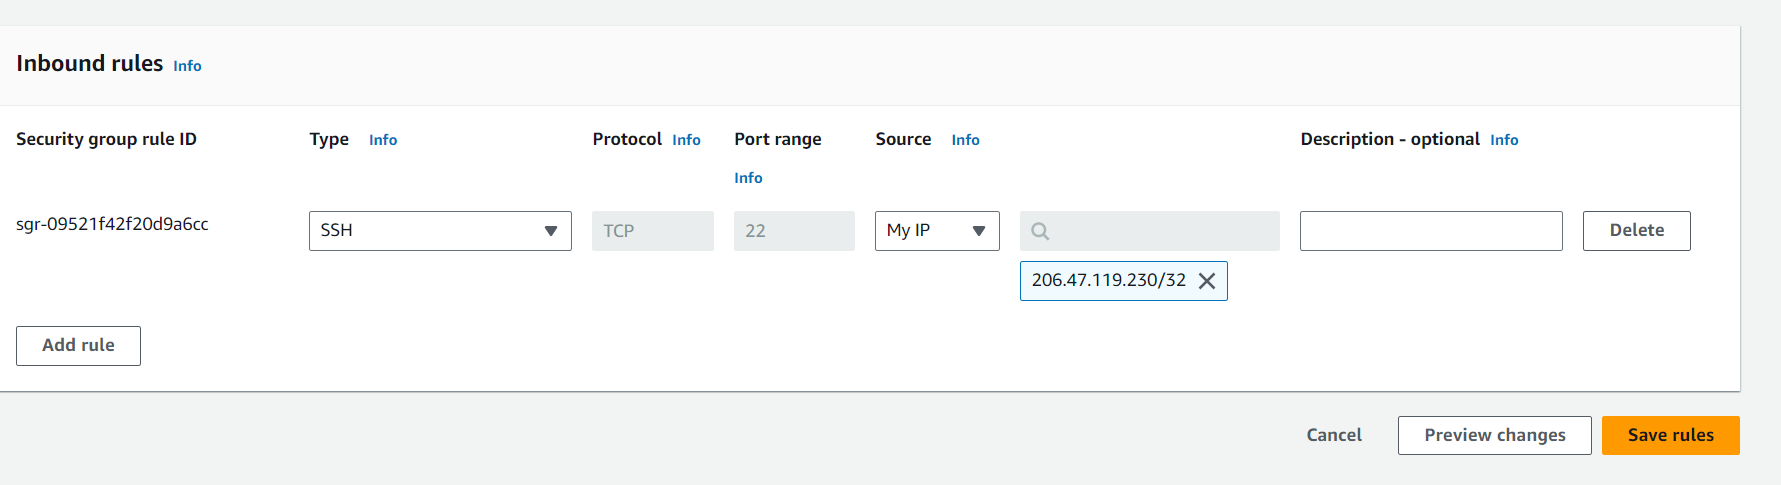 Inbound rules Info
Security group rule ID Type Info Protocol Info Port range Info Source Info Description - optional Info
sgr-09521f42f20d9a6cc SSH TCP 22 My IP Delete
206.47.119.230/32
Add rule
Cancel Preview changes Save rules